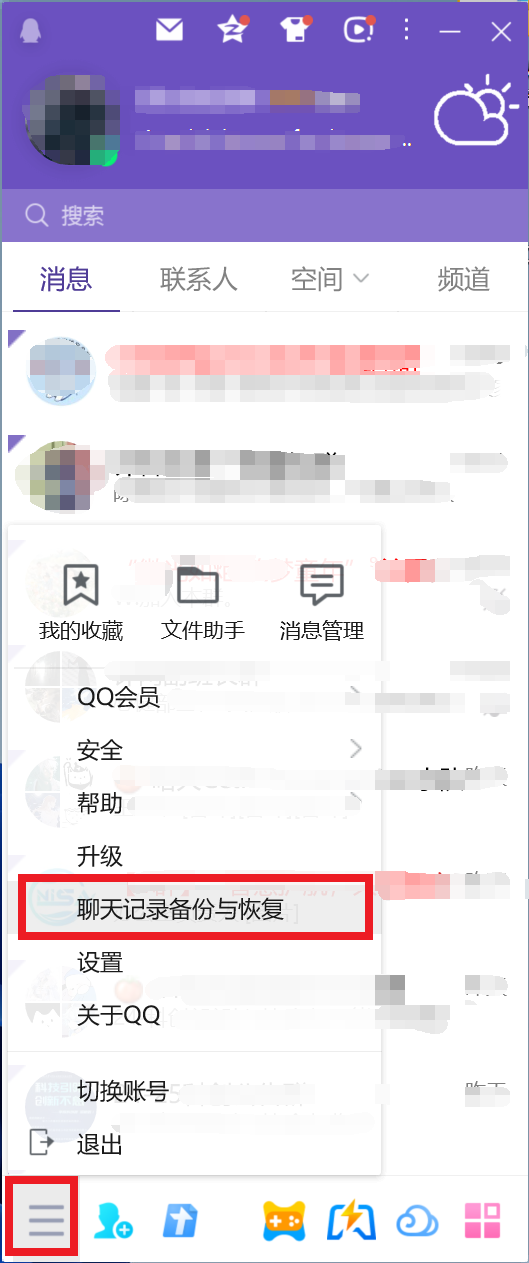 搜索
消息 联系人 空间 频道
我的收藏 文件助手 消息管理
QQ会员
安全
帮助
升级
聊天记录备份与恢复
设置
关于QQ
切换账号
退出